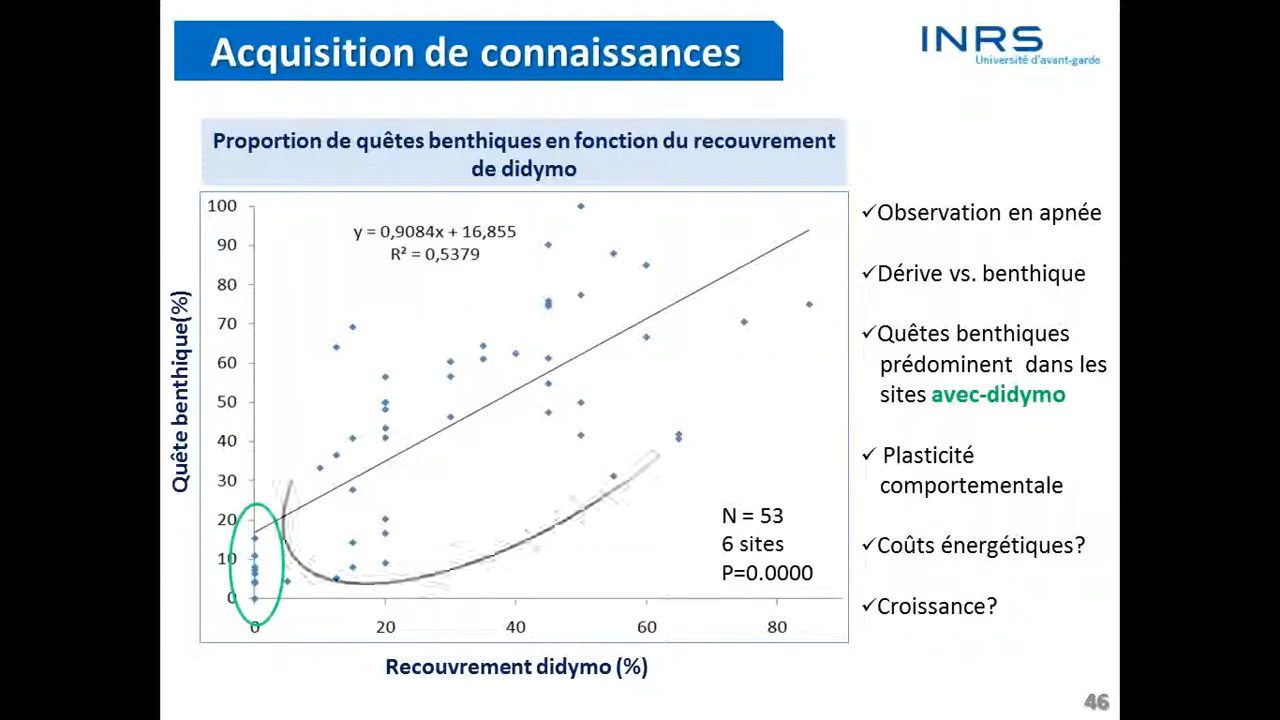 Acquisition de connaissances
INRS
Université d'avant-garde
Proportion de quêtes benthiques en fonction du recouvrement
de didymo
100
90
80
70
60
50
40
30
20
10
0
Quête benthique(%)
y = 0,9084x + 16,855
R² = 0,5379
N = 53
6 sites
P=0.0000
0 20 40 60 80
Recouvrement didymo (%)
✓Observation en apnée
✓Dérive vs. benthique
✓Quêtes benthiques
prédominent dans les
sites avec-didymo
✓ Plasticité
comportementale
✓Coûts énergétiques?
✓Croissance?
46